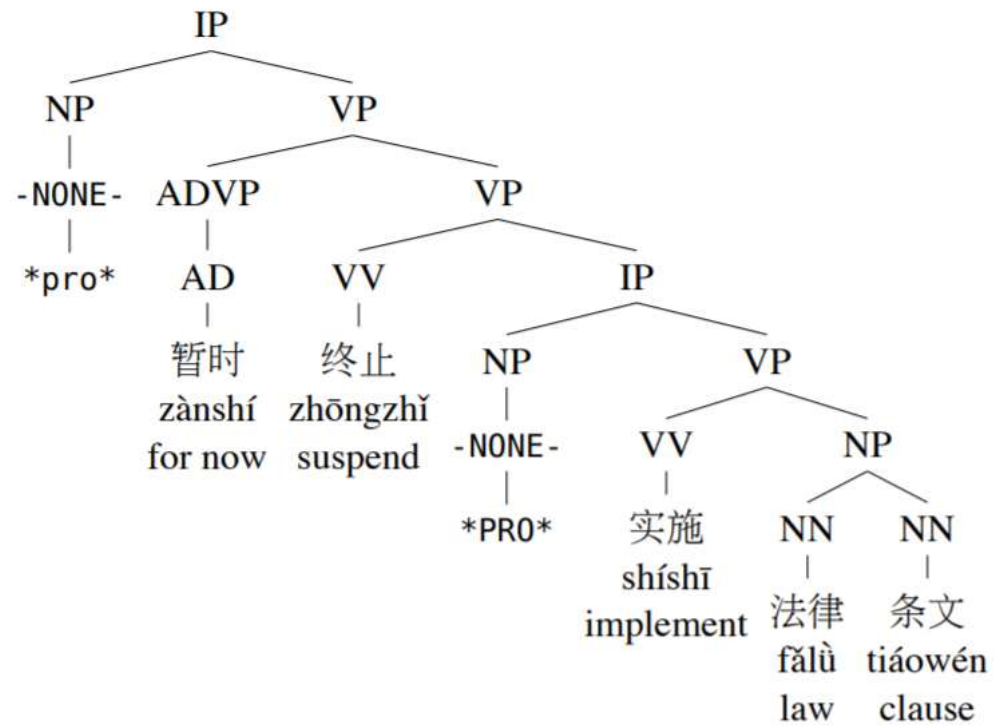 IP
NP VP
-NONE- ADVP VP
*pro* AD VV IP
暂时 终止 NP VP
zànshí zhōngzhǐ
for now suspend -NONE- VV NP
*PRO* 实施 NN NN
shíshī
implement 法律 条文
fǎlǜ tiáowén
law clause